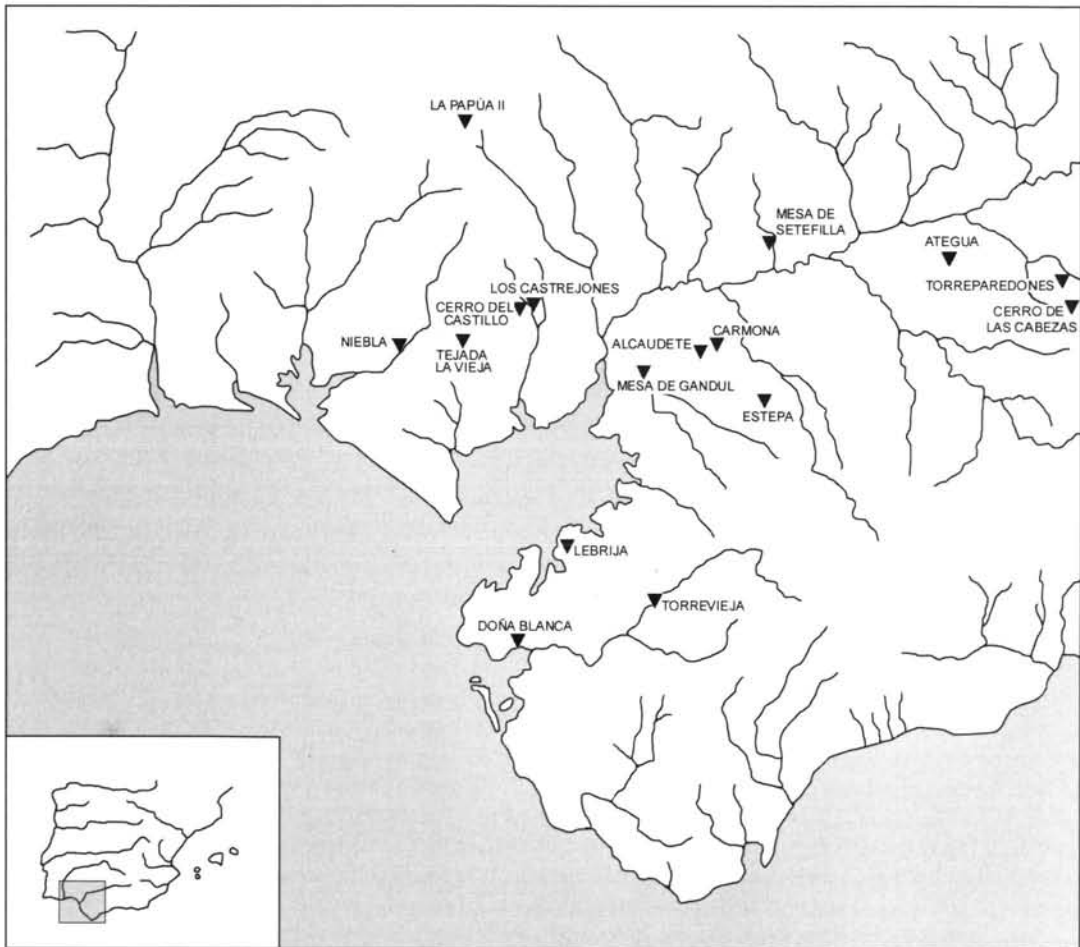 LA PAPÚA II
MESA DE
SETEFILLA
ATEGUA
TORREPAREDONES
CERRO DE
LAS CABEZAS
LOS CASTREJONES
CERRO DEL
CASTILLO
NIEBLA
TEJADA
LA VIEJA
ALCAUDETE
CARMONA
MESA DE GANDUL
ESTEPA
LEBRIJA
TORREVIEJA
DOÑA BLANCA